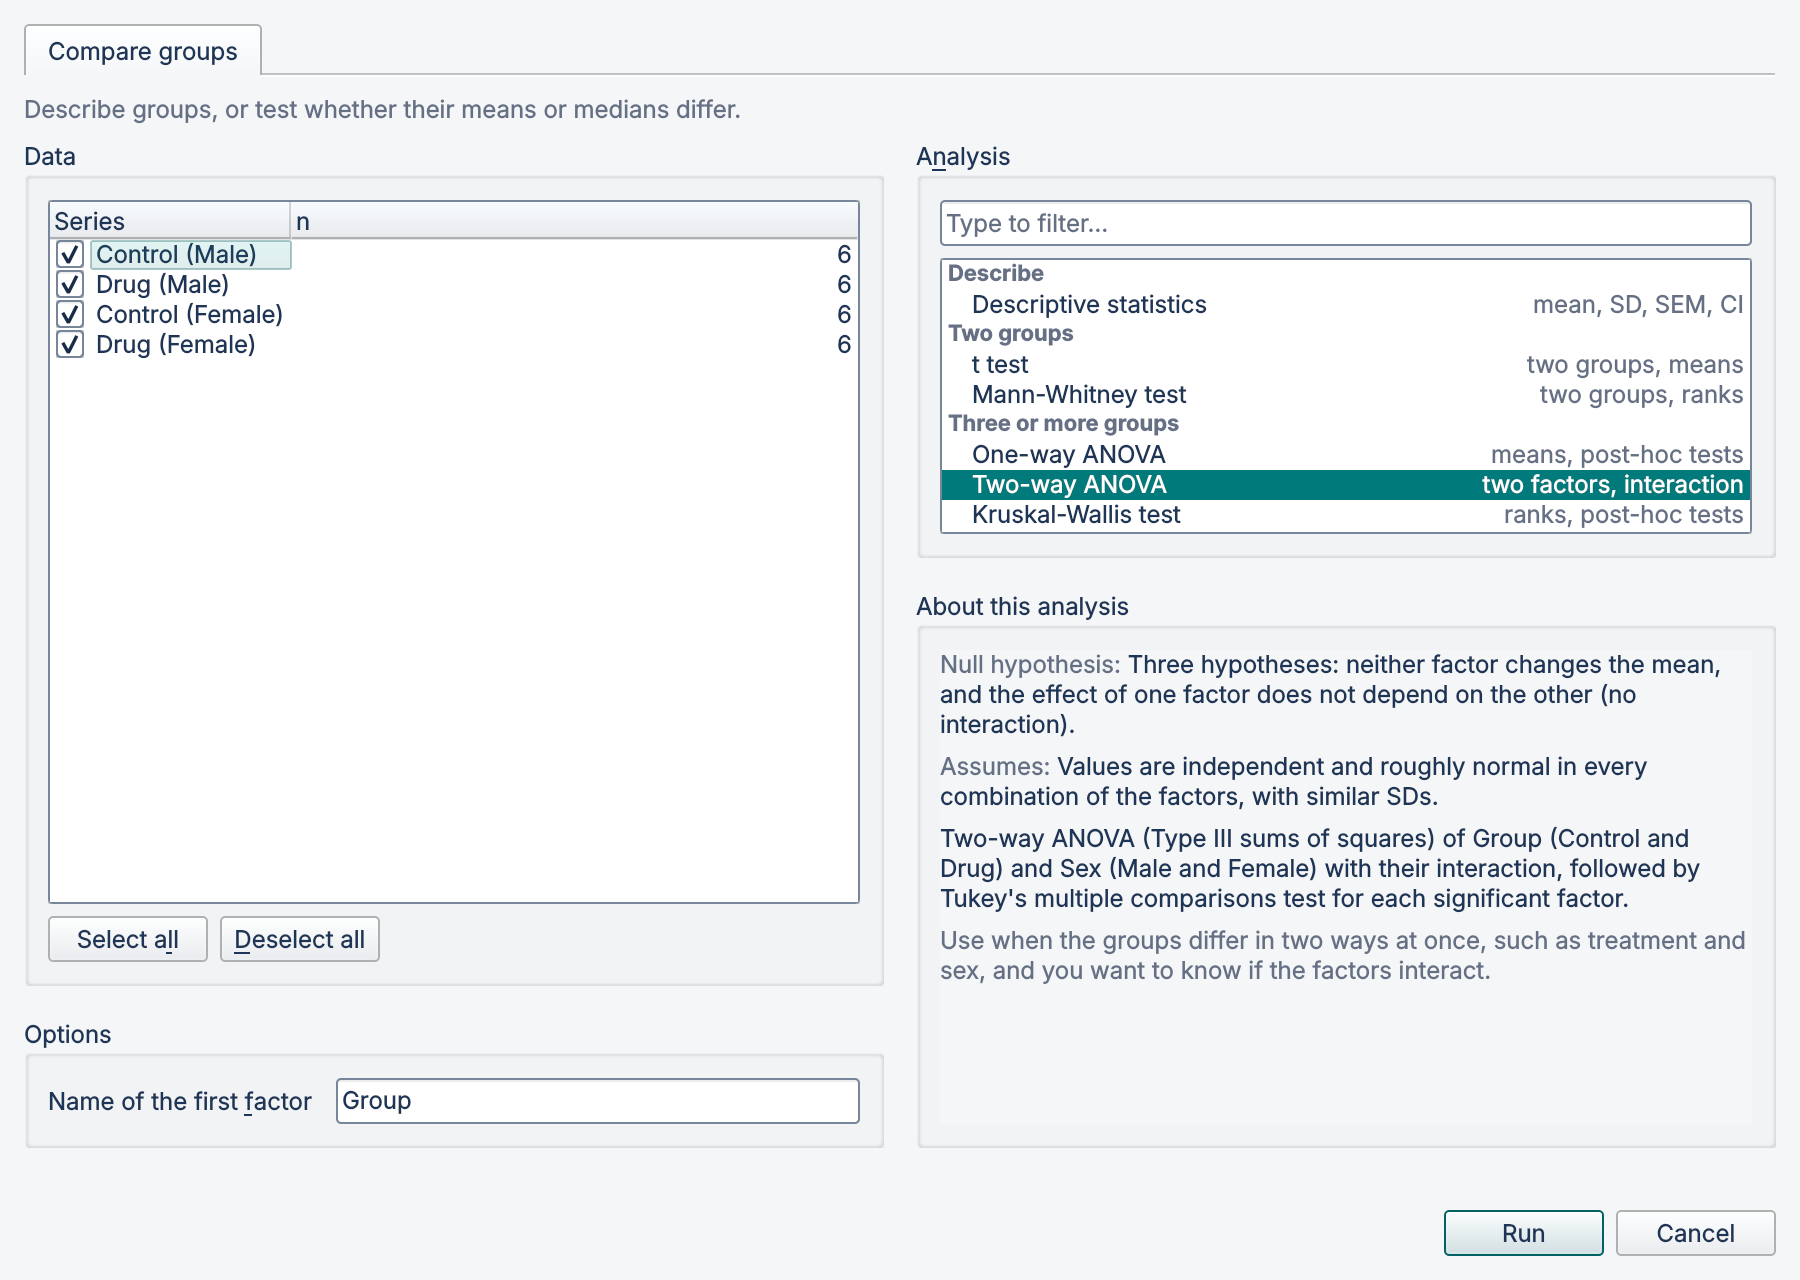 Compare groups
Describe groups, or test whether their means or medians differ.
Data
Series n
Control (Male) 6
Drug (Male) 6
Control (Female) 6
Drug (Female) 6
Select all Deselect all
Options
Name of the first factor Group
Analysis
Type to filter...
Describe
Descriptive statistics mean, SD, SEM, CI
Two groups
t test two groups, means
Mann-Whitney test two groups, ranks
Three or more groups
One-way ANOVA means, post-hoc tests
Two-way ANOVA two factors, interaction
Kruskal-Wallis test ranks, post-hoc tests
About this analysis
Null hypothesis: Three hypotheses: neither factor changes the mean,
and the effect of one factor does not depend on the other (no
interaction).
Assumes: Values are independent and roughly normal in every
combination of the factors, with similar SDs.
Two-way ANOVA (Type III sums of squares) of Group (Control and
Drug) and Sex (Male and Female) with their interaction, followed by
Tukey's multiple comparisons test for each significant factor.
Use when the groups differ in two ways at once, such as treatment and
sex, and you want to know if the factors interact.
Run Cancel